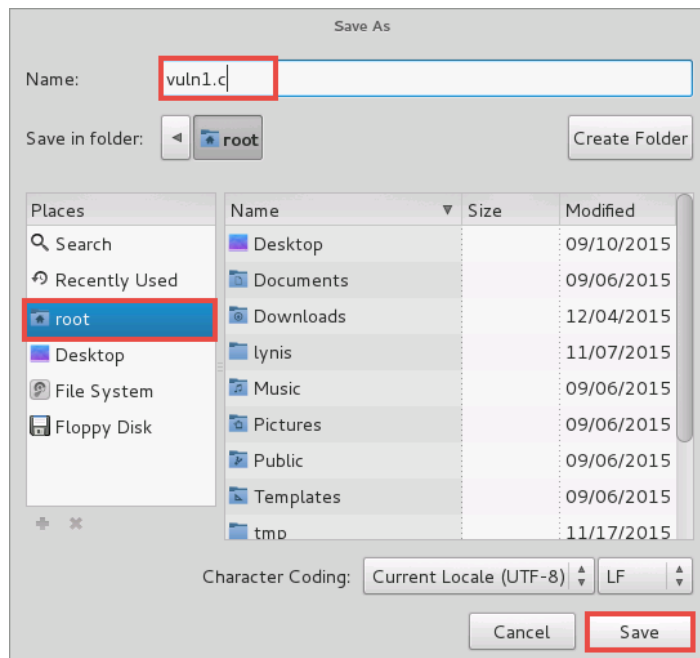 Save As
Name: vuln1.c
Save in folder: root Create Folder
Places Name Size Modified
Search Desktop 09/10/2015
Recently Used Documents 09/06/2015
root Downloads 12/04/2015
Desktop lynis 11/07/2015
File System Music 09/06/2015
Floppy Disk Pictures 09/06/2015
Public 09/06/2015
Templates 09/06/2015
tmp 11/17/2015
Character Coding: Current Locale (UTF-8) LF
Cancel Save